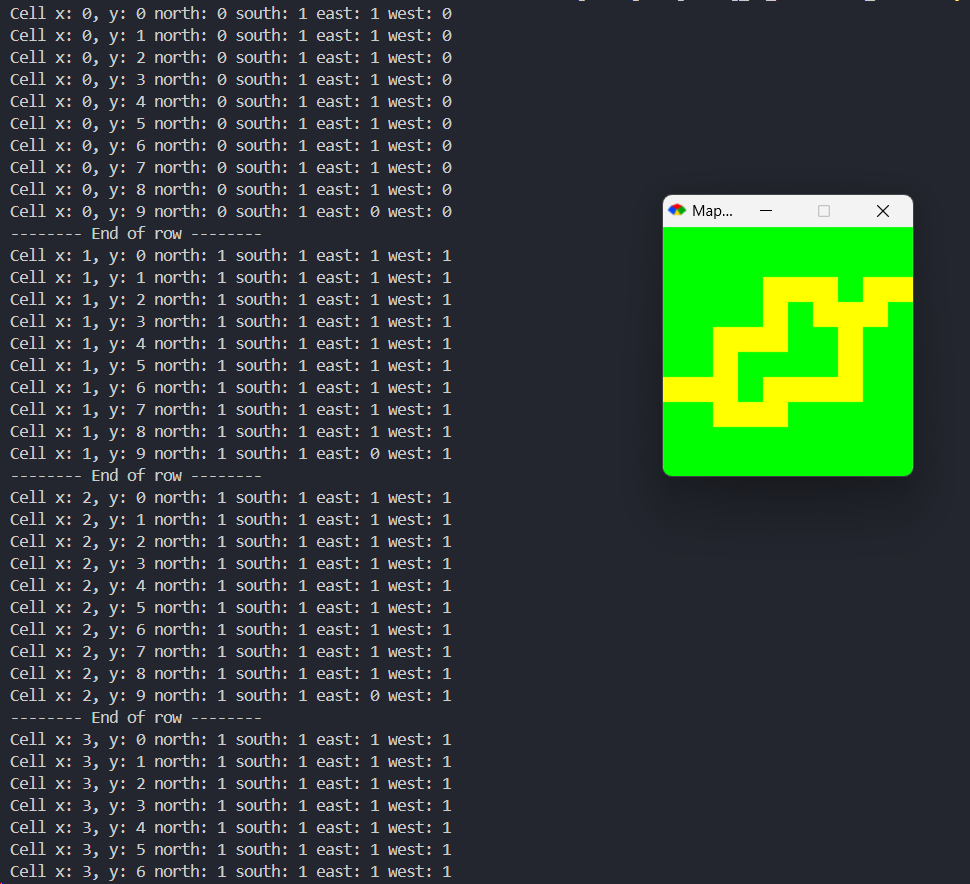 Cell x: 0, y: 0 north: 0 south: 1 east: 1 west: 0
Cell x: 0, y: 1 north: 0 south: 1 east: 1 west: 0
Cell x: 0, y: 2 north: 0 south: 1 east: 1 west: 0
Cell x: 0, y: 3 north: 0 south: 1 east: 1 west: 0
Cell x: 0, y: 4 north: 0 south: 1 east: 1 west: 0
Cell x: 0, y: 5 north: 0 south: 1 east: 1 west: 0
Cell x: 0, y: 6 north: 0 south: 1 east: 1 west: 0
Cell x: 0, y: 7 north: 0 south: 1 east: 1 west: 0
Cell x: 0, y: 8 north: 0 south: 1 east: 1 west: 0
Cell x: 0, y: 9 north: 0 south: 1 east: 0 west: 0
-------- End of row --------
Cell x: 1, y: 0 north: 1 south: 1 east: 1 west: 1
Cell x: 1, y: 1 north: 1 south: 1 east: 1 west: 1
Cell x: 1, y: 2 north: 1 south: 1 east: 1 west: 1
Cell x: 1, y: 3 north: 1 south: 1 east: 1 west: 1
Cell x: 1, y: 4 north: 1 south: 1 east: 1 west: 1
Cell x: 1, y: 5 north: 1 south: 1 east: 1 west: 1
Cell x: 1, y: 6 north: 1 south: 1 east: 1 west: 1
Cell x: 1, y: 7 north: 1 south: 1 east: 1 west: 1
Cell x: 1, y: 8 north: 1 south: 1 east: 1 west: 1
Cell x: 1, y: 9 north: 1 south: 1 east: 0 west: 1
-------- End of row --------
Cell x: 2, y: 0 north: 1 south: 1 east: 1 west: 1
Cell x: 2, y: 1 north: 1 south: 1 east: 1 west: 1
Cell x: 2, y: 2 north: 1 south: 1 east: 1 west: 1
Cell x: 2, y: 3 north: 1 south: 1 east: 1 west: 1
Cell x: 2, y: 4 north: 1 south: 1 east: 1 west: 1
Cell x: 2, y: 5 north: 1 south: 1 east: 1 west: 1
Cell x: 2, y: 6 north: 1 south: 1 east: 1 west: 1
Cell x: 2, y: 7 north: 1 south: 1 east: 1 west: 1
Cell x: 2, y: 8 north: 1 south: 1 east: 1 west: 1
Cell x: 2, y: 9 north: 1 south: 1 east: 0 west: 1
-------- End of row --------
Cell x: 3, y: 0 north: 1 south: 1 east: 1 west: 1
Cell x: 3, y: 1 north: 1 south: 1 east: 1 west: 1
Cell x: 3, y: 2 north: 1 south: 1 east: 1 west: 1
Cell x: 3, y: 3 north: 1 south: 1 east: 1 west: 1
Cell x: 3, y: 4 north: 1 south: 1 east: 1 west: 1
Cell x: 3, y: 5 north: 1 south: 1 east: 1 west: 1
Cell x: 3, y: 6 north: 1 south: 1 east: 1 west: 1
Map...